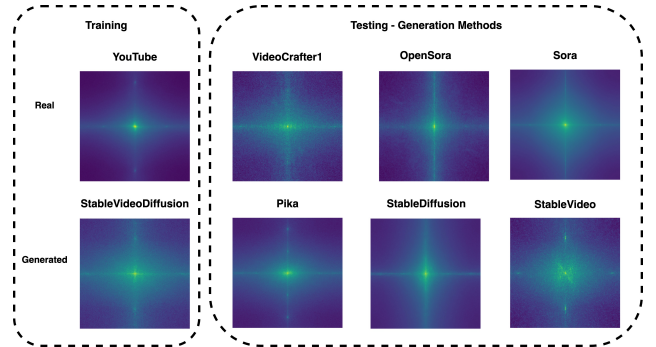 Training
Testing - Generation Methods
YouTube
VideoCrafter1
OpenSora
Sora
Real
StableVideoDiffusion
Pika
StableDiffusion
StableVideo
Generated